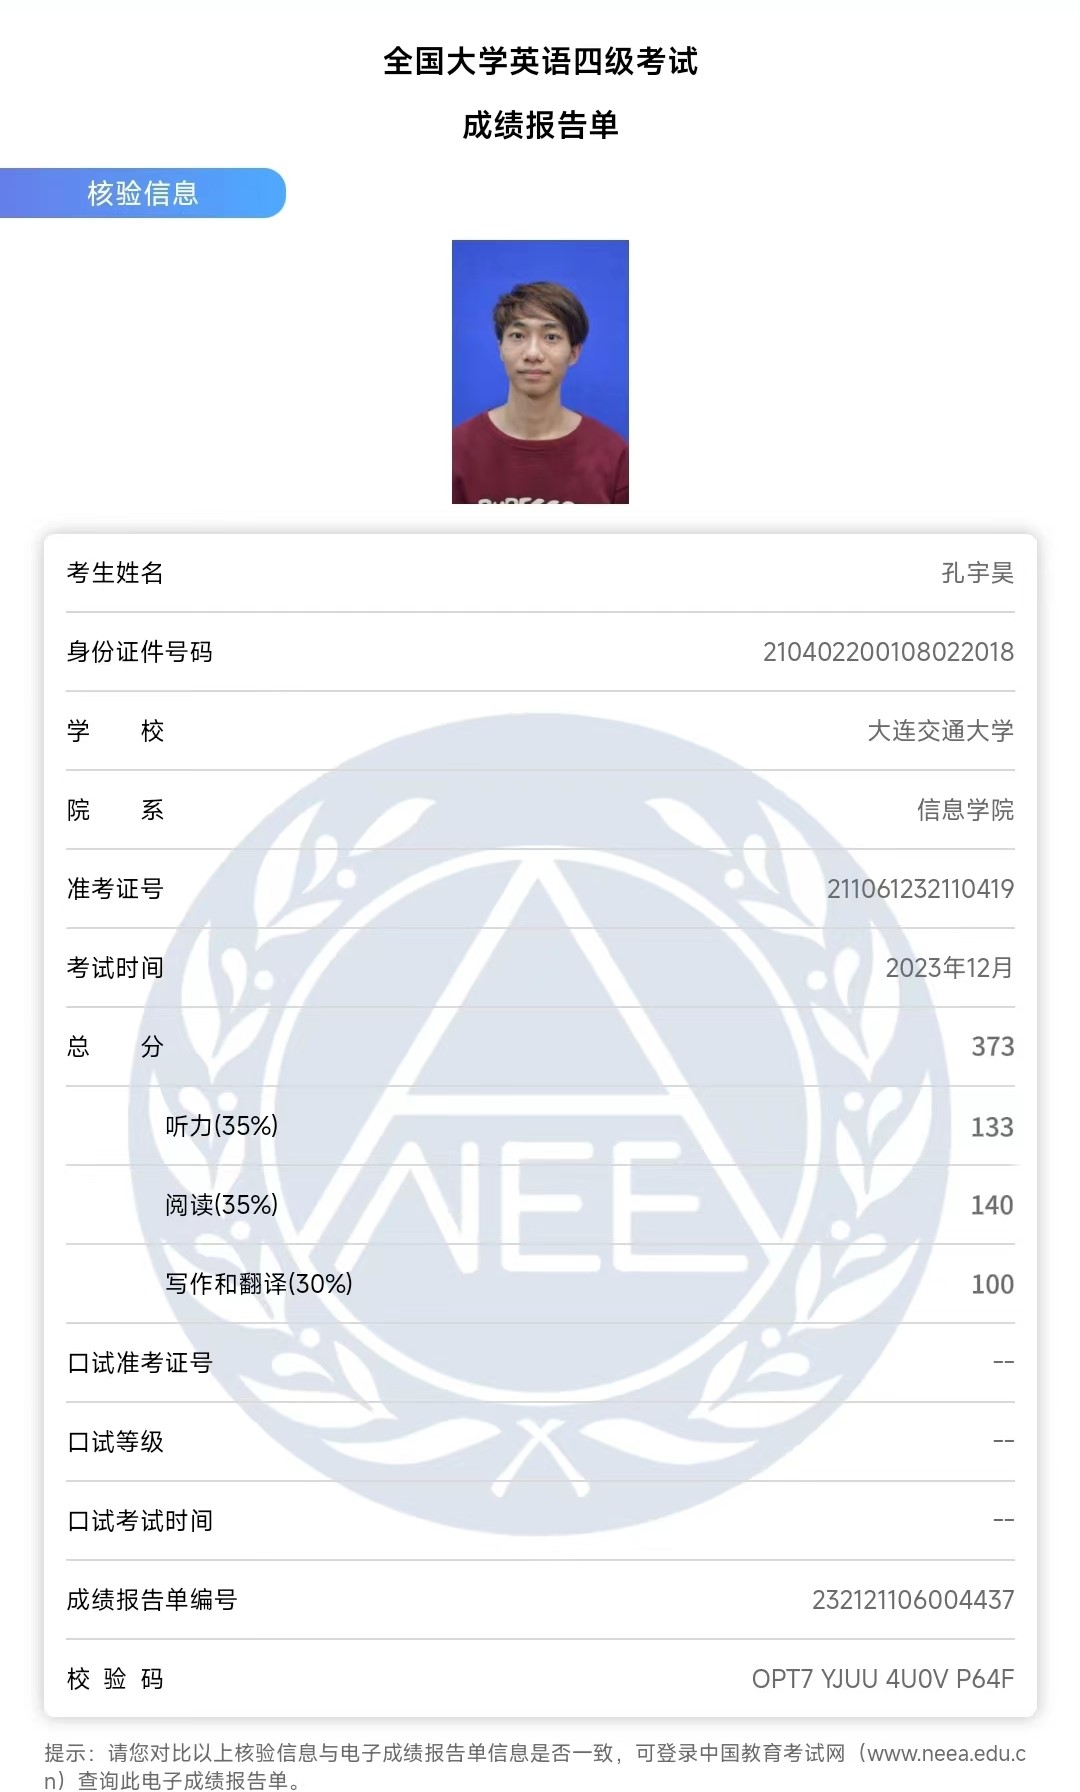 全国大学英语四级考试
成绩报告单
核验信息
考生姓名 孔宇昊
身份证件号码 210402200108022018
学 校 大连交通大学
院 系 信息学院
准考证号 211061232110419
考试时间 2023年12月
总 分 373
听力(35%) 133
阅读(35%) 140
写作和翻译(30%) 100
口试准考证号 --
口试等级 --
口试考试时间 --
成绩报告单编号 232121106004437
校 验 码 OPT7 YJUU 4U0V P64F
NEEA
提示：请您对比以上核验信息与电子成绩报告单信息是否一致，可登录中国教育考试网（www.neea.edu.c
n）查询此电子成绩报告单。